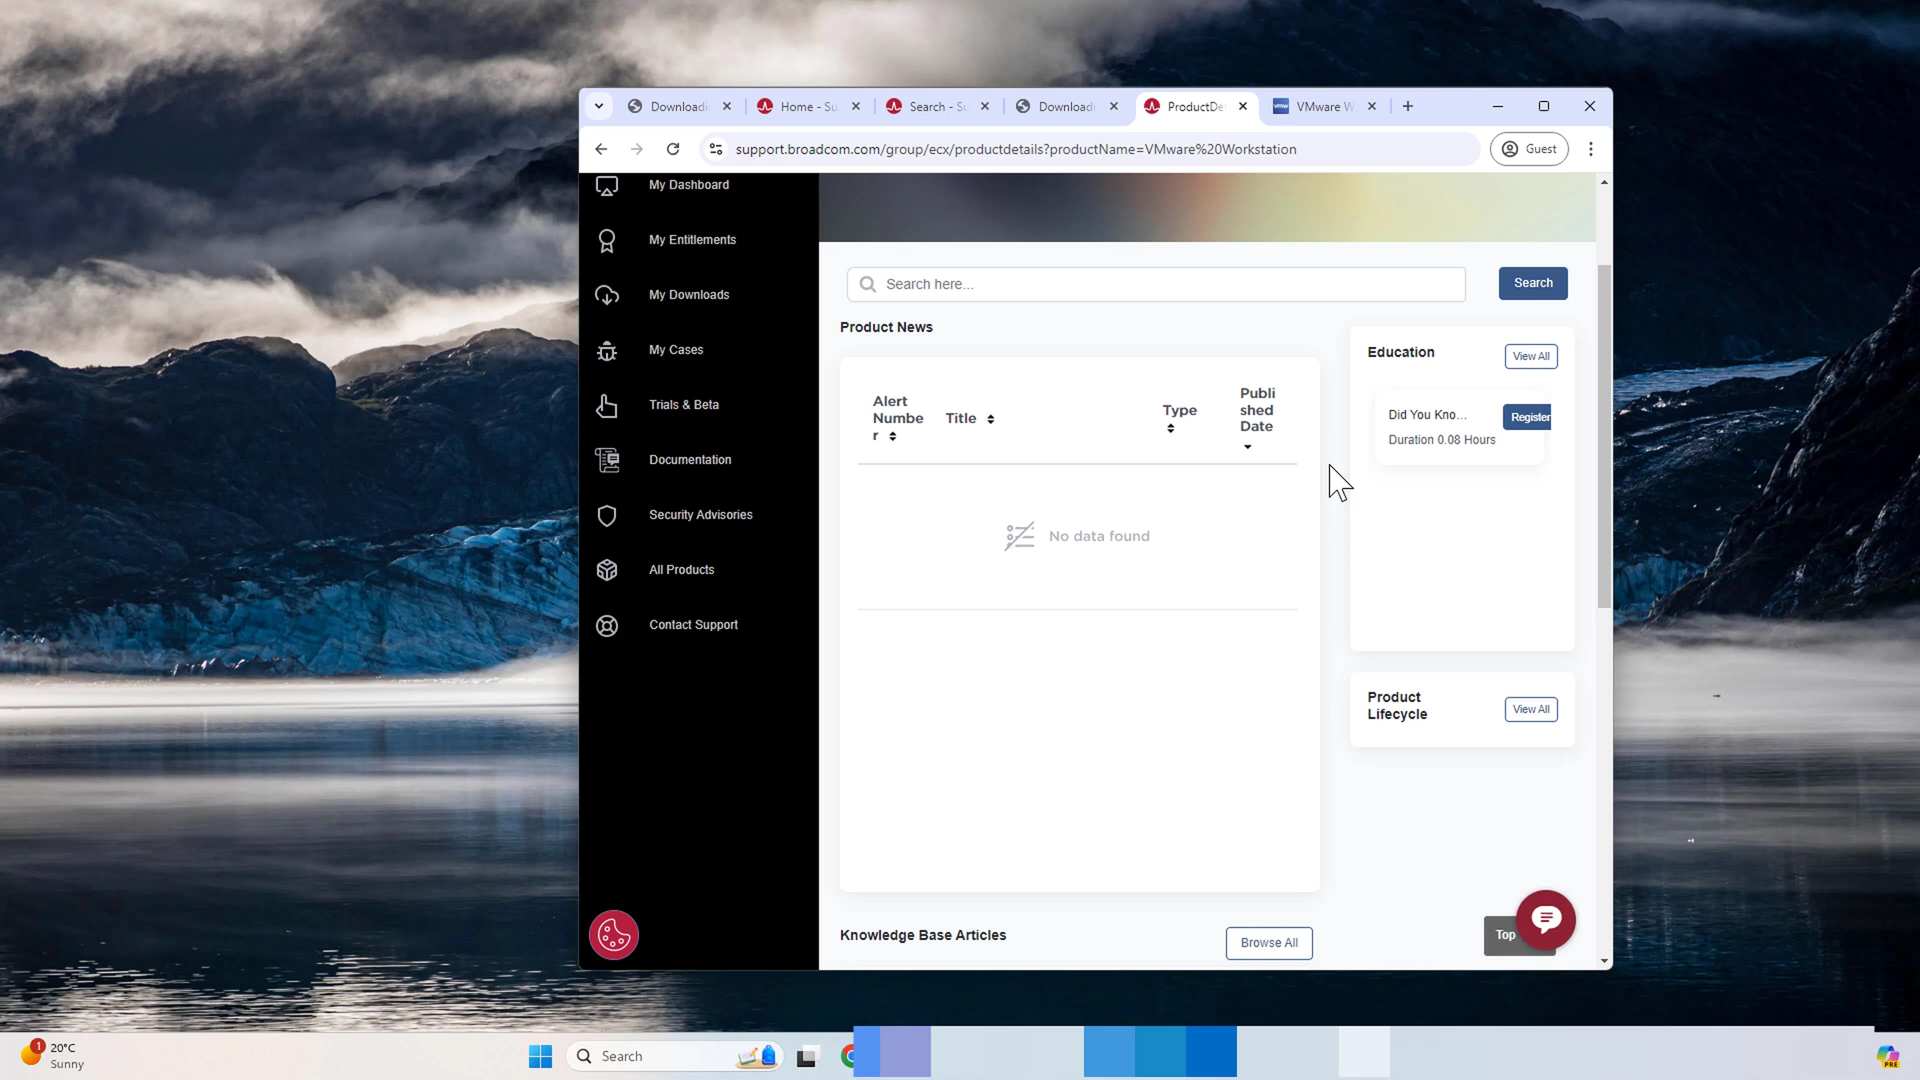 Downloadi
Home - Su
Search - Su
Downloadi
ProductDe
vmw
VMware W
support.broadcom.com/group/ecx/productdetails?productName=VMware%20Workstation
Guest
My Dashboard
My Entitlements
My Downloads
My Cases
Trials & Beta
Documentation
Security Advisories
All Products
Contact Support
Search here...
Search
Product News
Alert
Numbe
r
Title
Type
Publi
shed
Date
No data found
Education
View All
Did You Kno...
Register
Duration 0.08 Hours
Product
Lifecycle
View All
Knowledge Base Articles
Browse All
Top
1
20°C
Sunny
Search
PRE